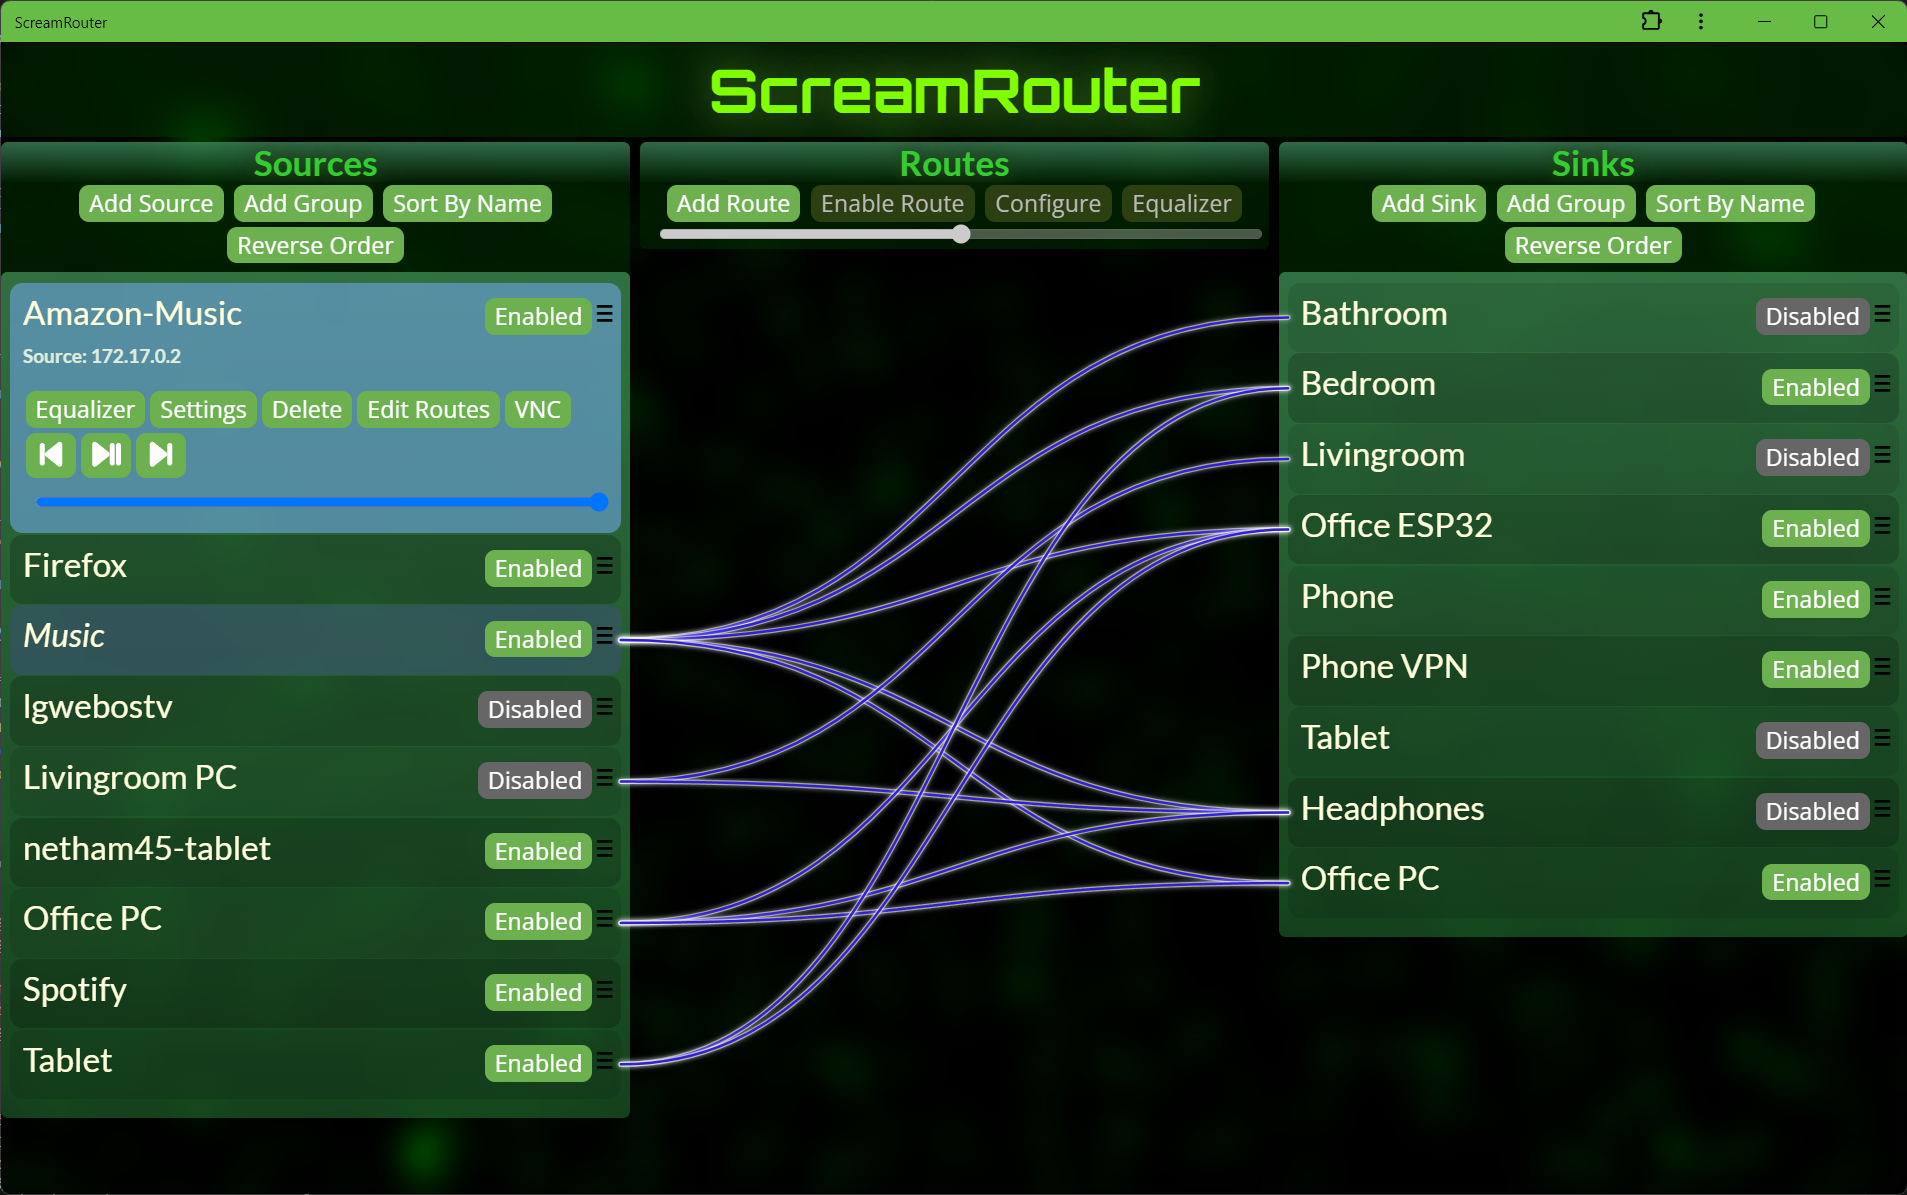 ScreamRouter
ScreamRouter
Sources
Add Source Add Group Sort By Name
Reverse Order
Amazon-Music Enabled
Source: 172.17.0.2
Equalizer Settings Delete Edit Routes VNC
Firefox Enabled
Music Enabled
lgwebostv Disabled
Livingroom PC Disabled
netham45-tablet Enabled
Office PC Enabled
Spotify Enabled
Tablet Enabled
Routes
Add Route Enable Route Configure Equalizer
Sinks
Add Sink Add Group Sort By Name
Reverse Order
Bathroom Disabled
Bedroom Enabled
Livingroom Disabled
Office ESP32 Enabled
Phone Enabled
Phone VPN Enabled
Tablet Disabled
Headphones Disabled
Office PC Enabled